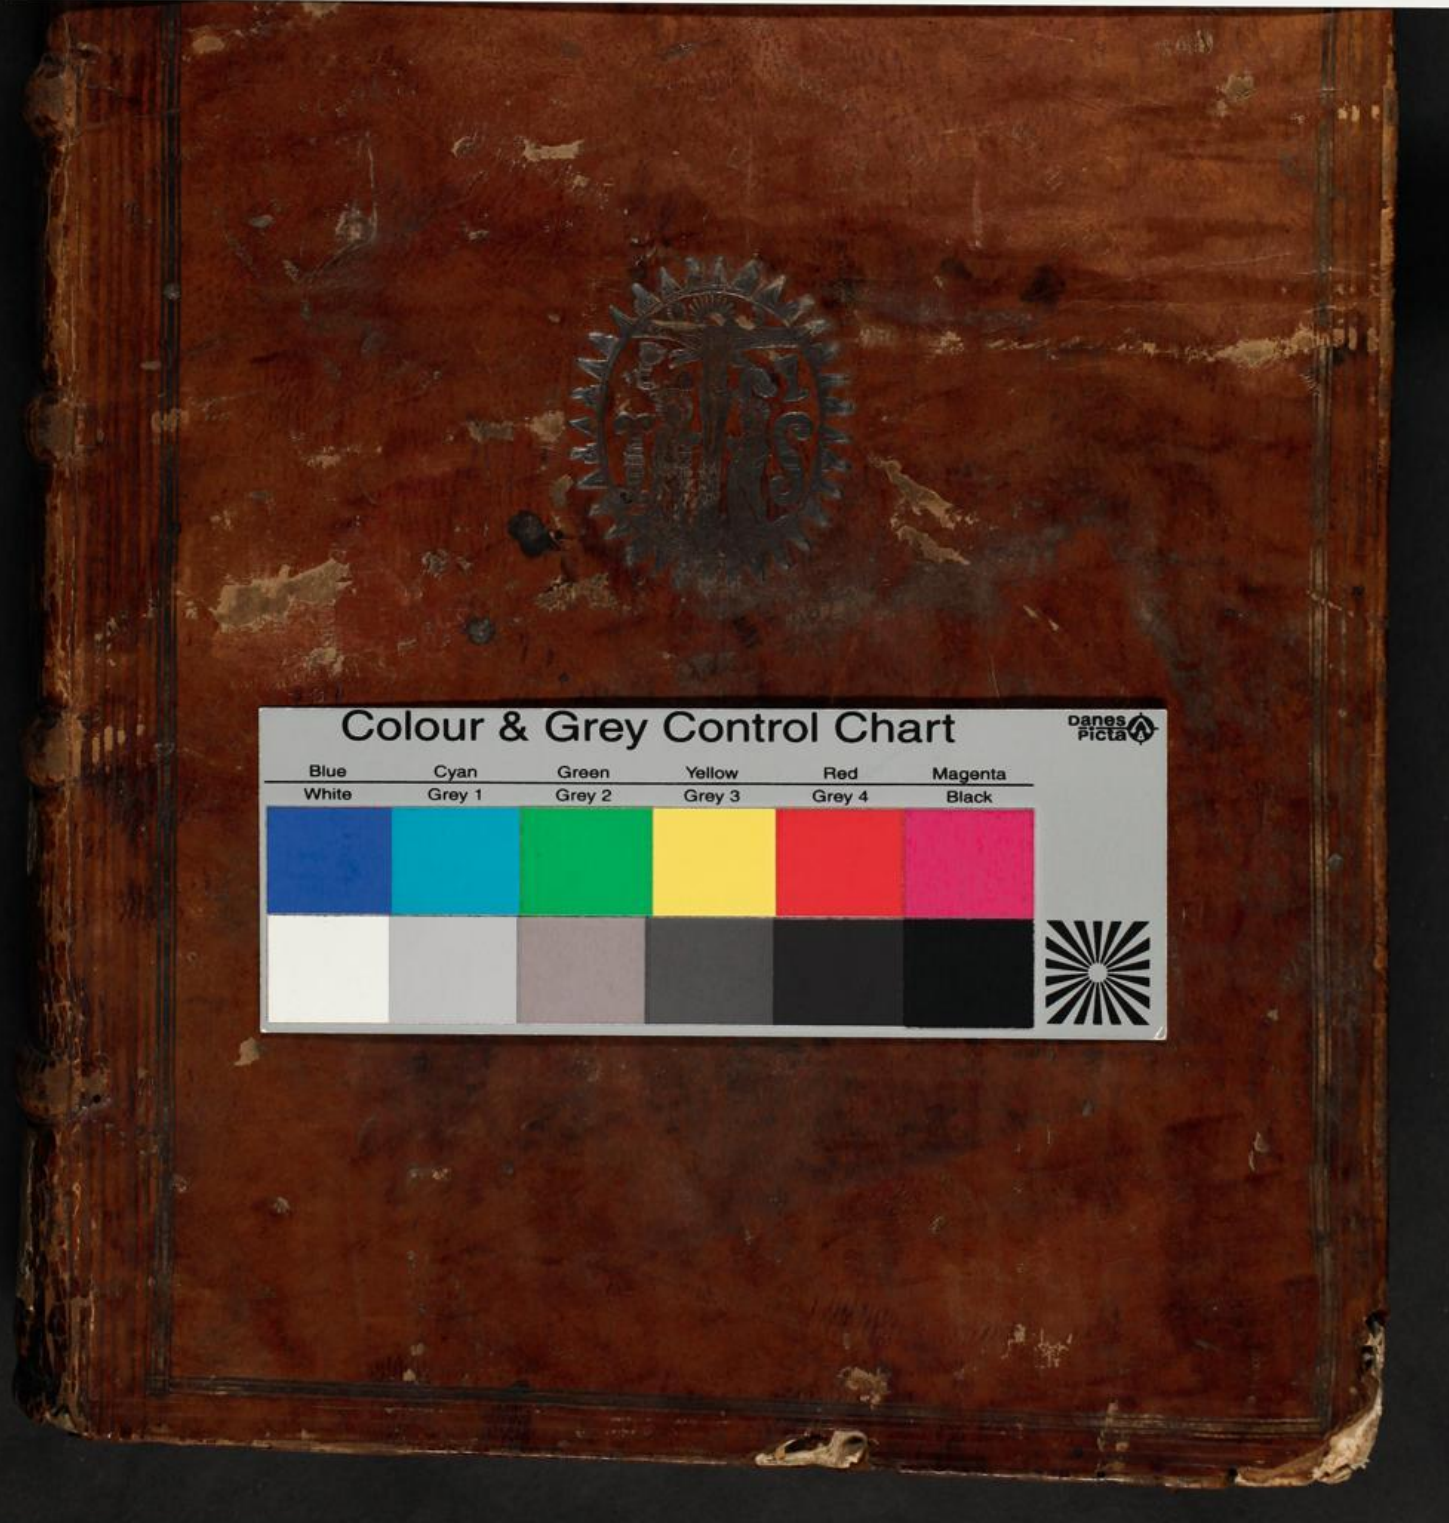 Colour & Grey Control Chart
Danes
Picta
Blue Cyan Green Yellow Red Magenta
White Grey 1 Grey 2 Grey 3 Grey 4 Black